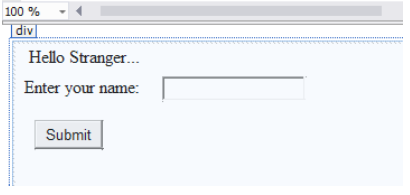 100 %
div
Hello Stranger...
Enter your name:
Submit